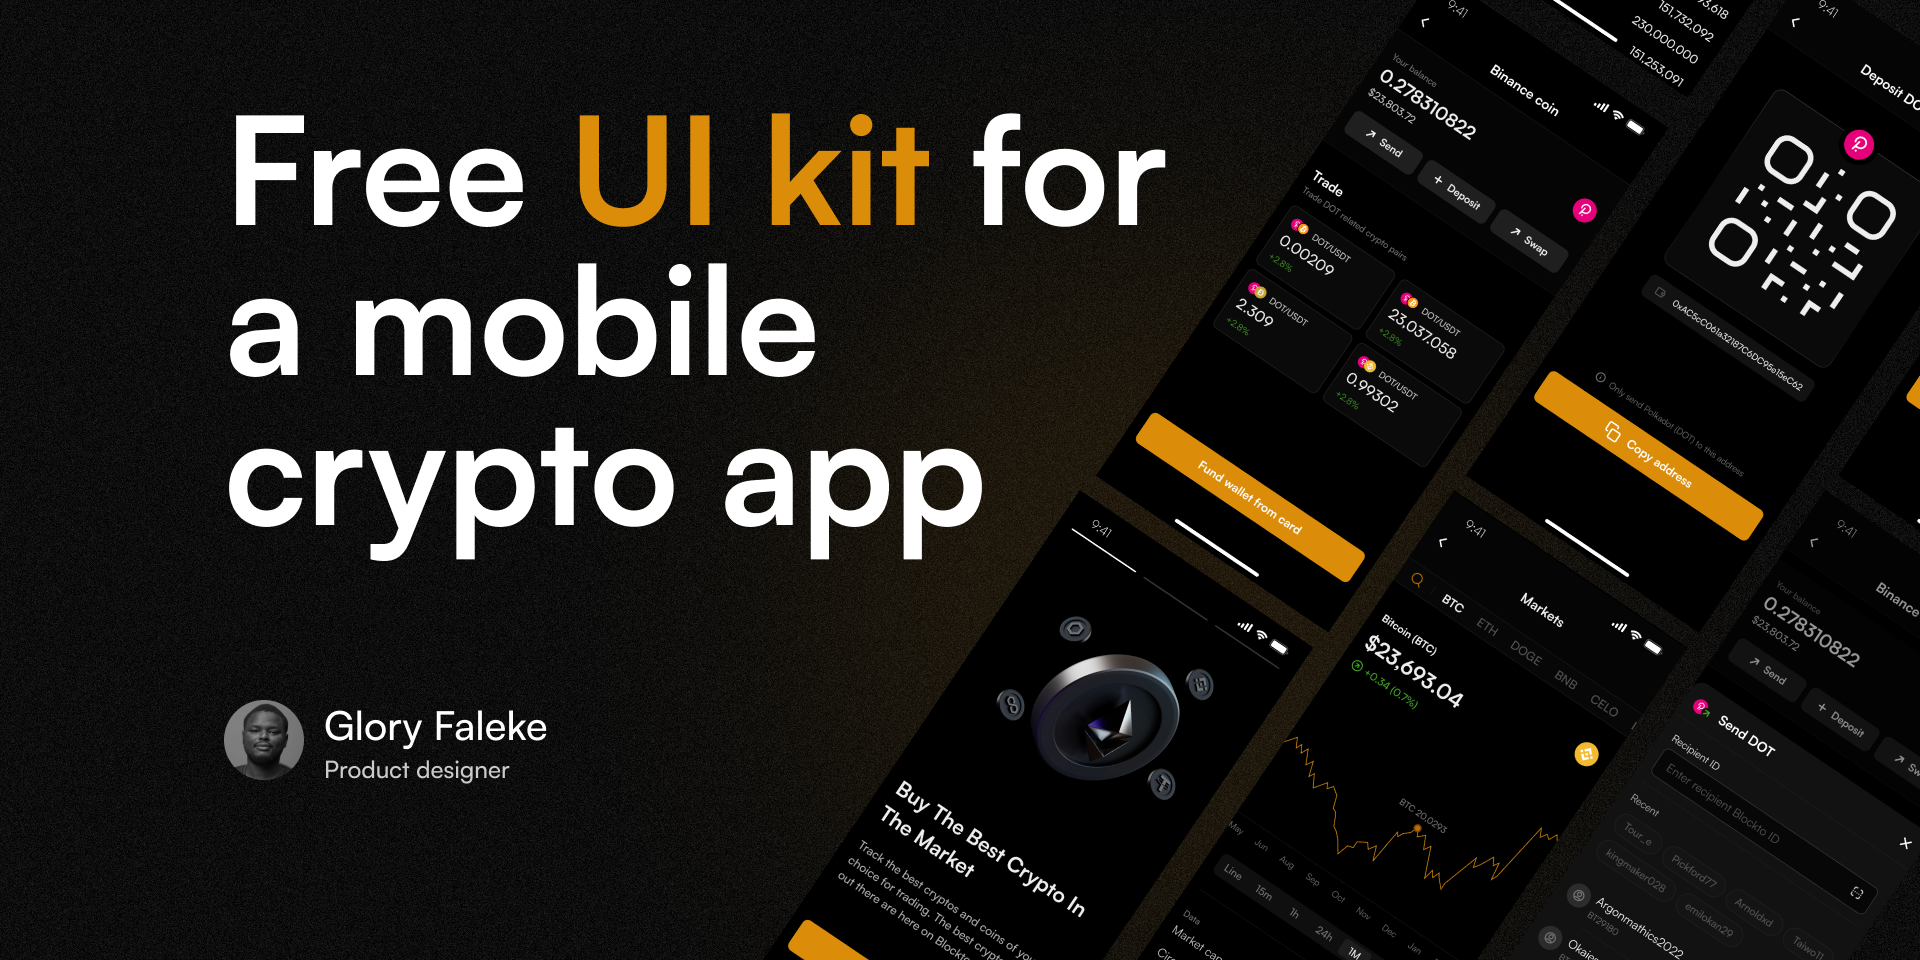 Free UI kit for
a mobile
crypto app
Glory Faleke
Product designer
9:41
Binance coin
Your balance
0.278310822
$23,803.72
Send
Deposit
Swap
Trade
Trade DOT related crypto pairs
DOT/USDT
0.00209
+2.8%
DOT/USDT
23,037.058
+2.8%
DOT/USDT
2.309
+2.8%
DOT/USDT
0.99302
+2.8%
Fund wallet from card
151,732.092
230,000.000
151,253.091
9:41
Deposit
0xAC5cC061a32187C6DC95e15eC62
Only send Polkadot (DOT) to this address
Copy address
9:41
Buy The Best Crypto In
The Market
Track the best cryptos and coins of
choice for trading. The best
out there are here on
9:41
Markets
BTC
ETH
DOGE
BNB
CELO
Bitcoin (BTC)
$23,693.04
+0.34 (0.7%)
BTC 20.0293
May
Jun
Aug
Sep
Oct
Nov
Dec
Jan
Line
15m
1h
24h
1M
Data
Market cap
9:41
Binance
Your balance
0.278310822
$23,803.72
Send
Deposit
Send DOT
Recipient ID
Enter recipient Blockto ID
Recent
Tour_e
Pickford77
Arnoldxd
Taiwo11
kingmaker028
emilokan29
Argonmathics2022
BT29180